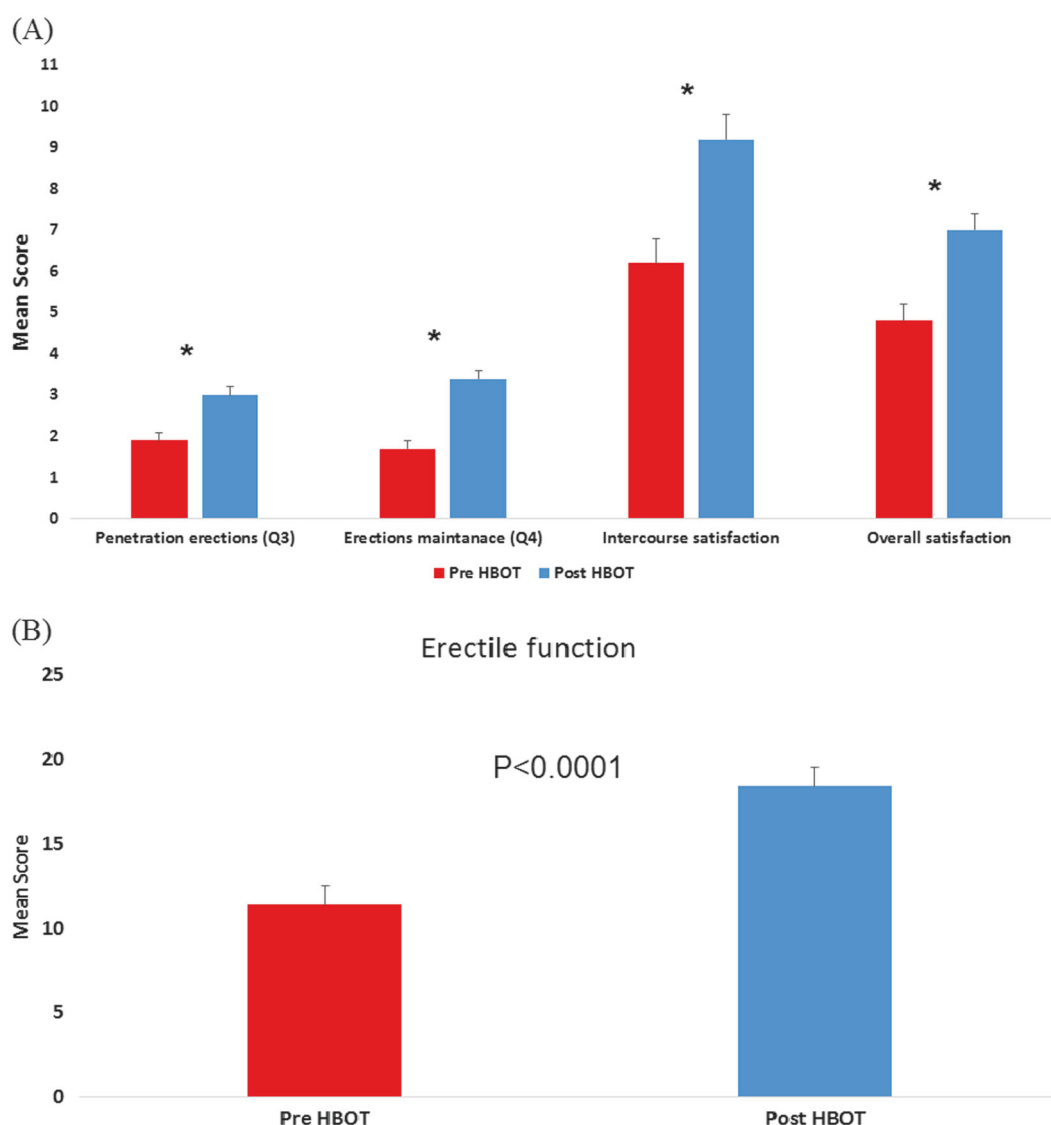 (A)
11
10
9
8
7
6
5
4
3
2
1
0
Mean Score
*
*
*
*
Penetration erections (Q3) Erections maintanace (Q4) Intercourse satisfaction Overall satisfaction
Pre HBOT Post HBOT
(B)
Erectile function
25
20
15
10
5
0
Mean Score
P<0.0001
Pre HBOT Post HBOT